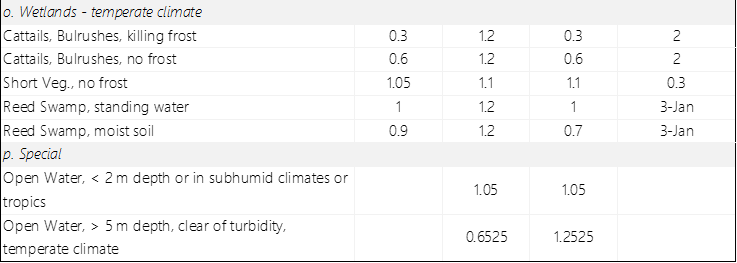 o. Wetlands - temperate climate
Cattails, Bulrushes, killing frost 0.3 1.2 0.3 2
Cattails, Bulrushes, no frost 0.6 1.2 0.6 2
Short Veg., no frost 1.05 1.1 1.1 0.3
Reed Swamp, standing water 1 1.2 1 3-Jan
Reed Swamp, moist soil 0.9 1.2 0.7 3-Jan
p. Special
Open Water, < 2 m depth or in subhumid climates or
tropics 1.05 1.05
Open Water, > 5 m depth, clear of turbidity,
temperate climate 0.6525 1.2525